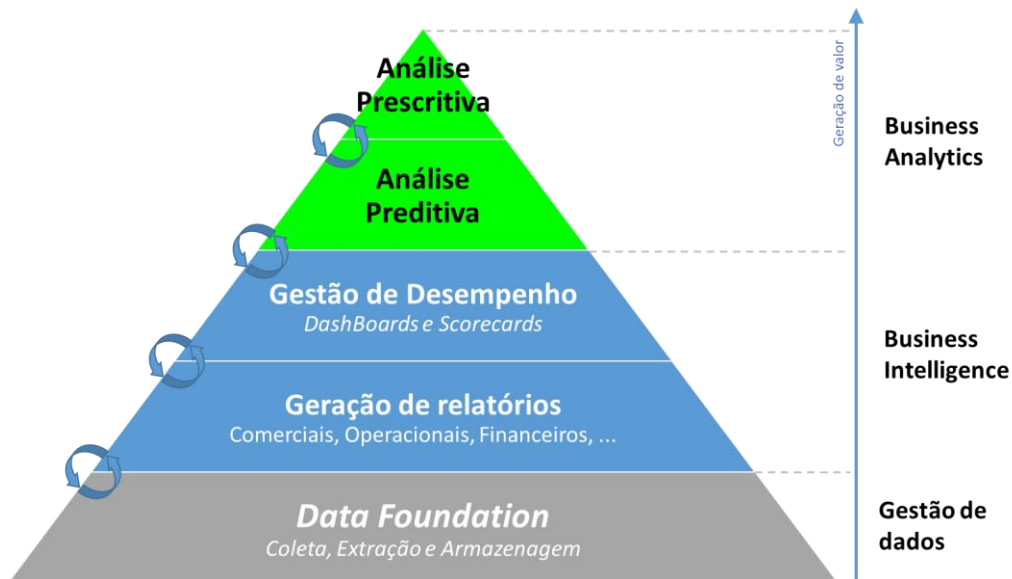 Análise
Prescritiva
Análise
Preditiva
Gestão de Desempenho
DashBoards e Scorecards
Geração de relatórios
Comerciais, Operacionais, Financeiros, ...
Data Foundation
Coleta, Extração e Armazenagem
Geração de valor
Business
Analytics
Business
Intelligence
Gestão de
dados